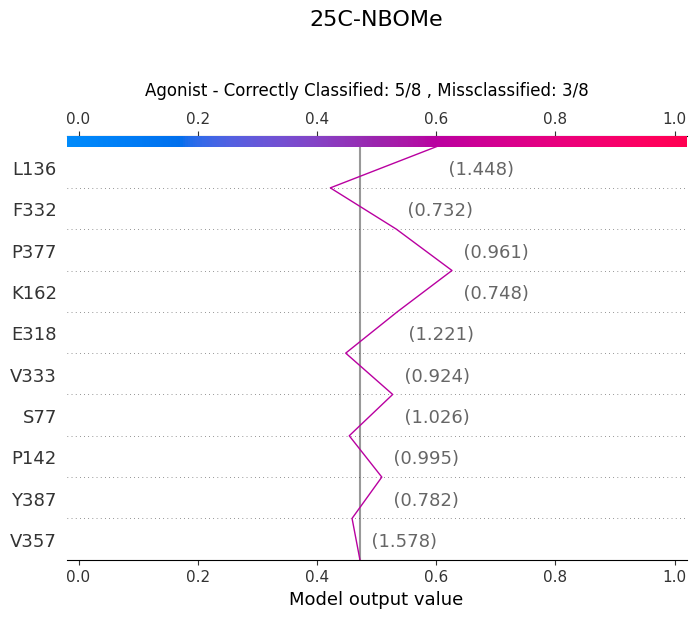 25C-NBOMe
Agonist - Correctly Classified: 5/8 , Missclassified: 3/8
0.0 0.2 0.4 0.6 0.8 1.0
L136 (1.448)
F332 (0.732)
P377 (0.961)
K162 (0.748)
E318 (1.221)
V333 (0.924)
S77 (1.026)
P142 (0.995)
Y387 (0.782)
V357 (1.578)
0.0 0.2 0.4 0.6 0.8 1.0
Model output value